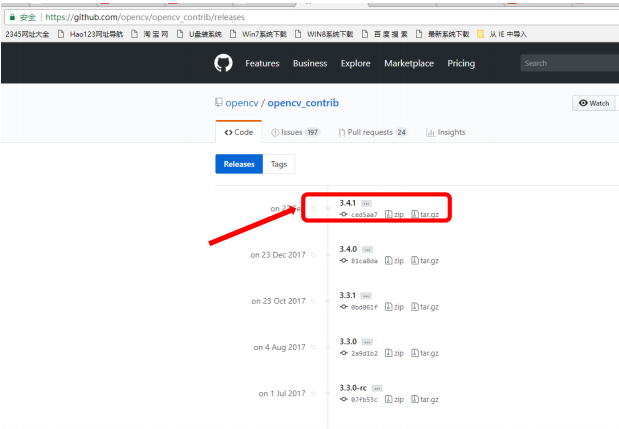 安全 | https://github.com/opencv/opencv_contrib/releases
2345网址大全 Hao123网址导航 淘宝网 U盘装系统 Win7系统下载 WIN8系统下载 百度搜索 最新系统下载 从 IE 中导入
Features Business Explore Marketplace Pricing Search
opencv / opencv_contrib Watch
Code Issues 197 Pull requests 24 Insights
Releases Tags
3.4.1 ...
on 23 Fe
ced5aa7 zip tar.gz
3.4.0 ...
on 23 Dec 2017
81ca8da zip tar.gz
3.3.1 ...
on 23 Oct 2017
0bd061f zip tar.gz
3.3.0 ...
on 4 Aug 2017
2a9d1b2 zip tar.gz
3.3.0-rc ...
on 1 Jul 2017
07fb53c zip tar.gz